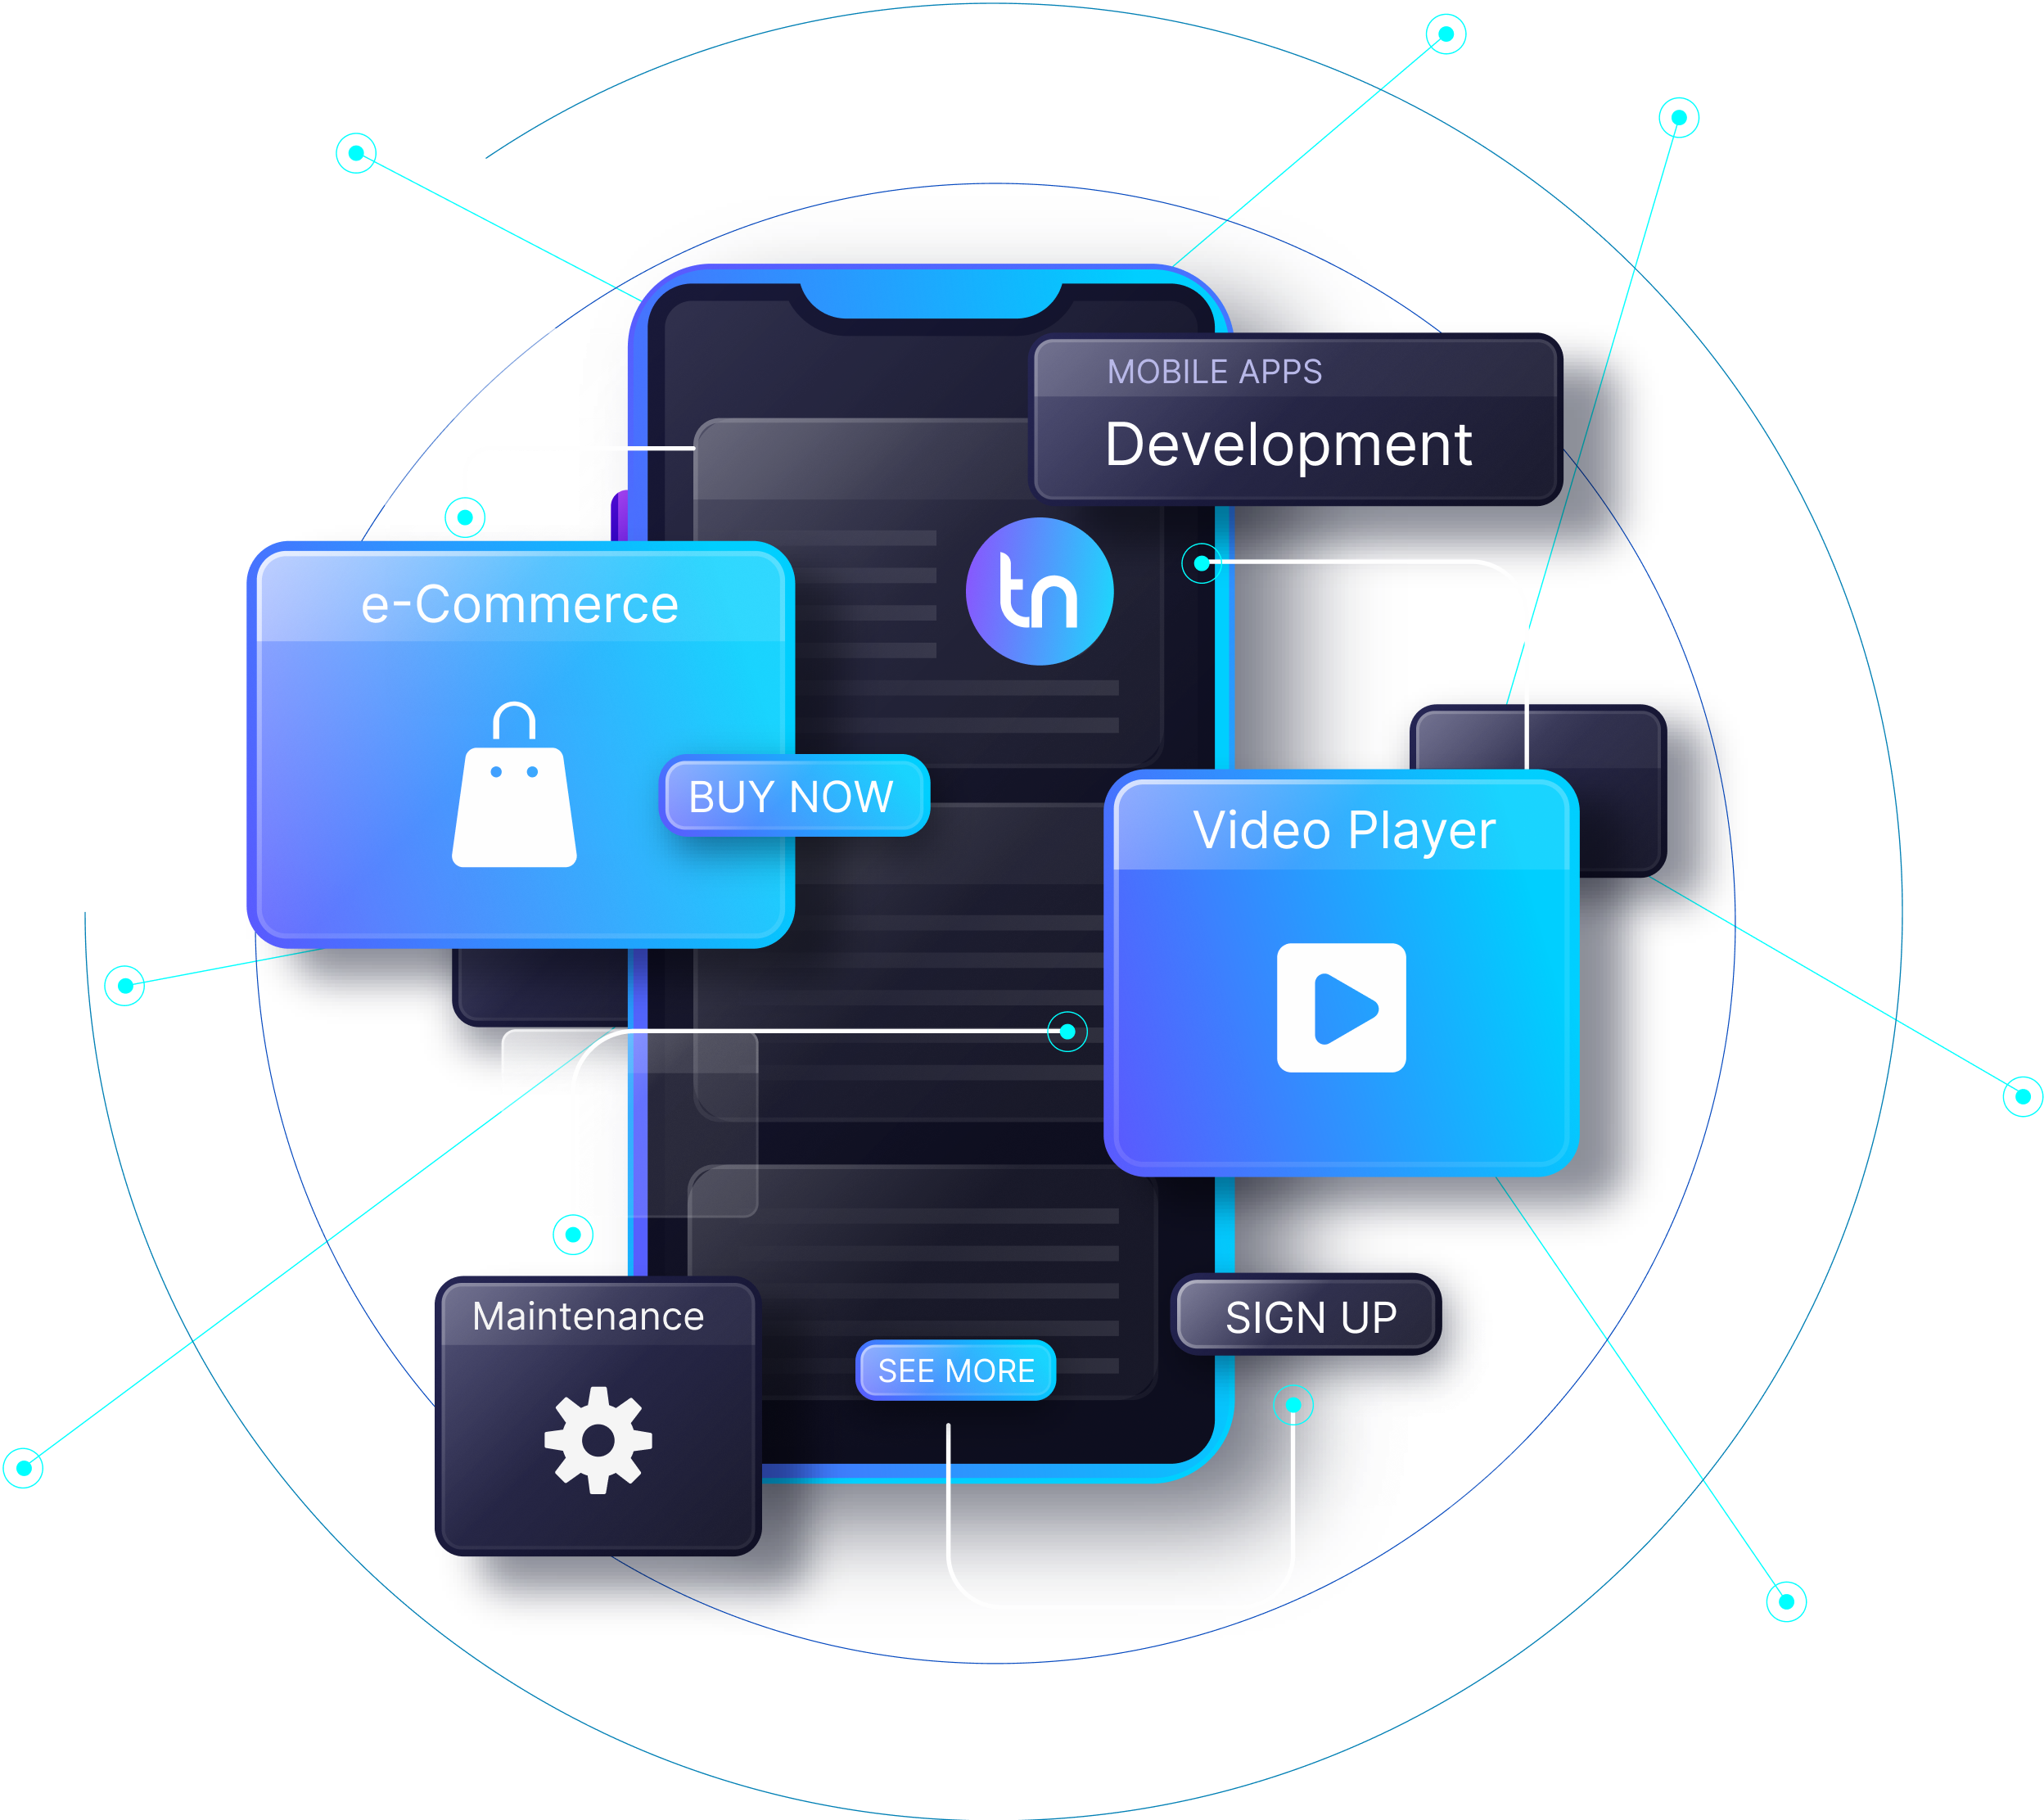 MOBILE APPS
Development
e-Commerce
tn
BUY NOW
Video Player
Maintenance
SIGN UP
SEE MORE